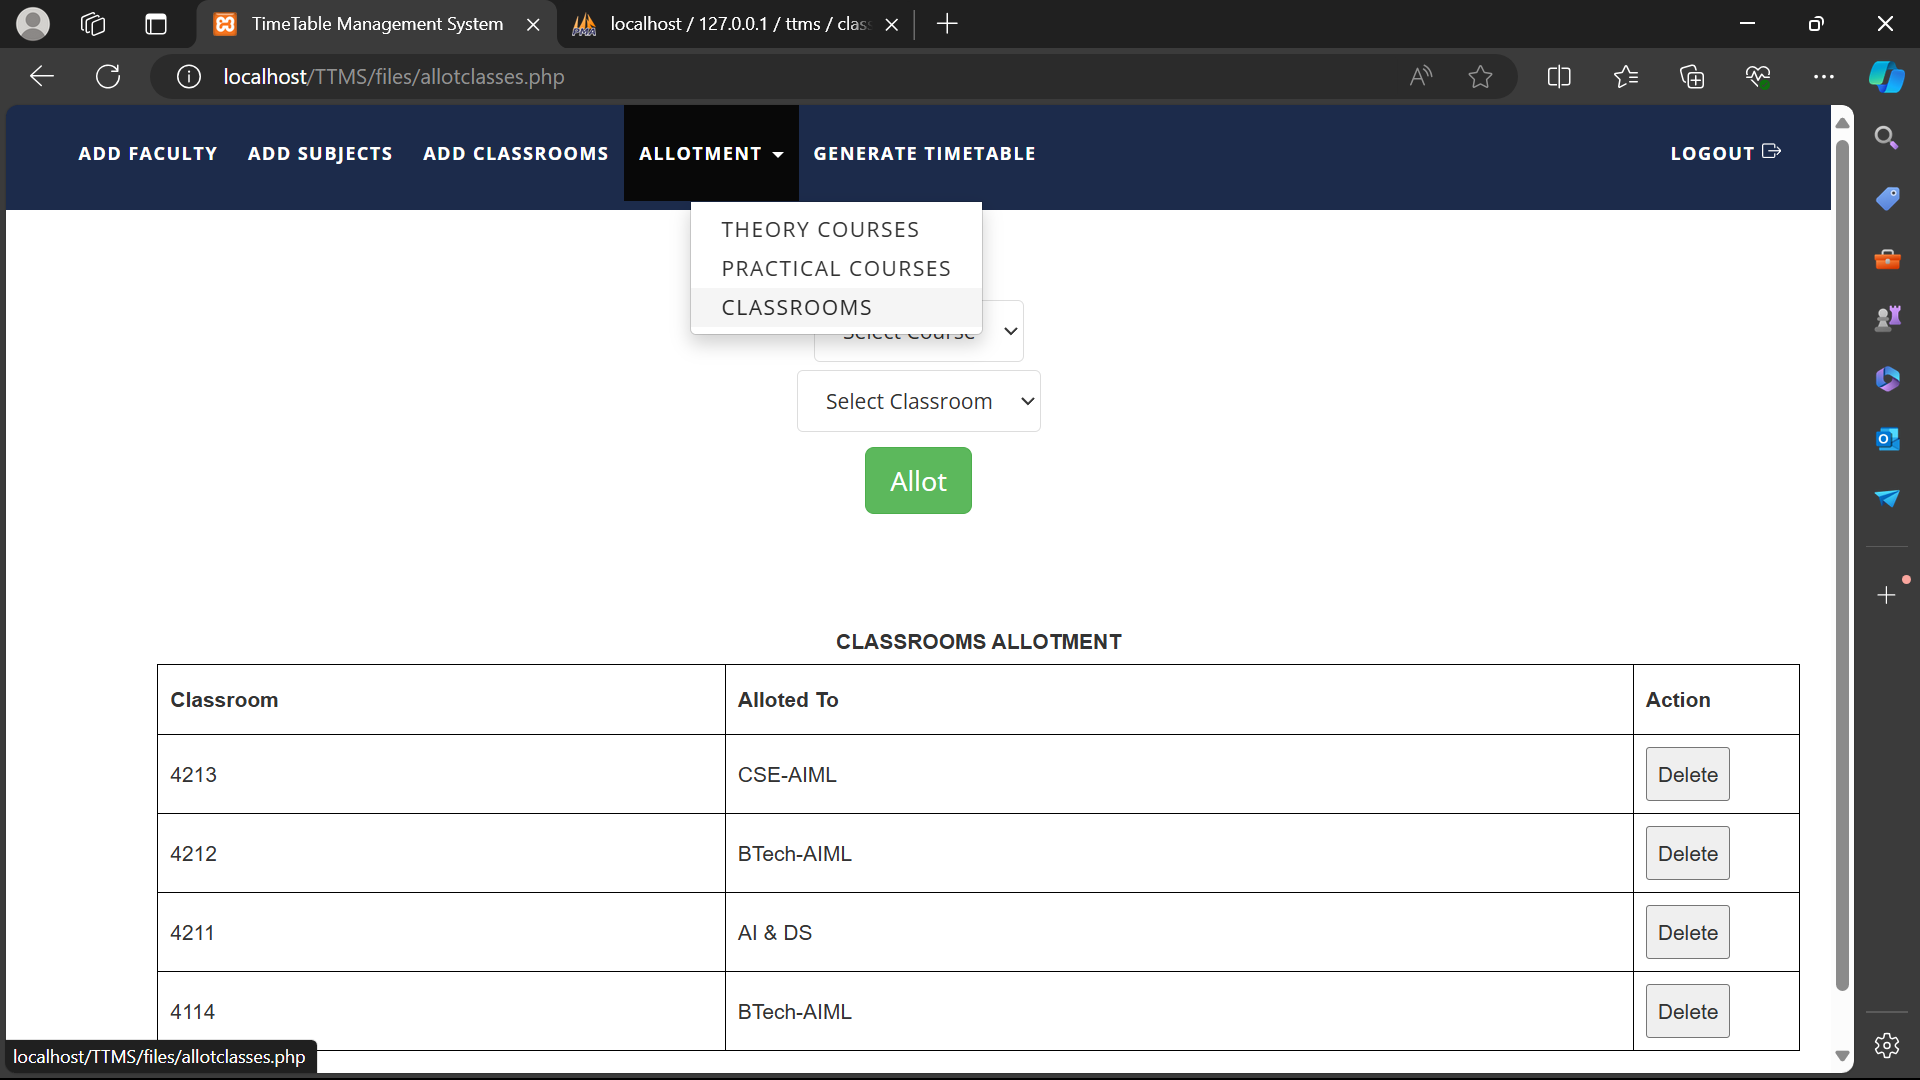 TimeTable Management System
localhost / 127.0.0.1 / ttms / clas
localhost/TTMS/files/allotclasses.php
ADD FACULTY ADD SUBJECTS ADD CLASSROOMS ALLOTMENT GENERATE TIMETABLE LOGOUT
THEORY COURSES
PRACTICAL COURSES
CLASSROOMS
Select Course
Select Classroom
Allot
CLASSROOMS ALLOTMENT
Classroom Alloted To Action
4213 CSE-AIML Delete
4212 BTech-AIML Delete
4211 AI & DS Delete
4114 BTech-AIML Delete
localhost/TTMS/files/allotclasses.php